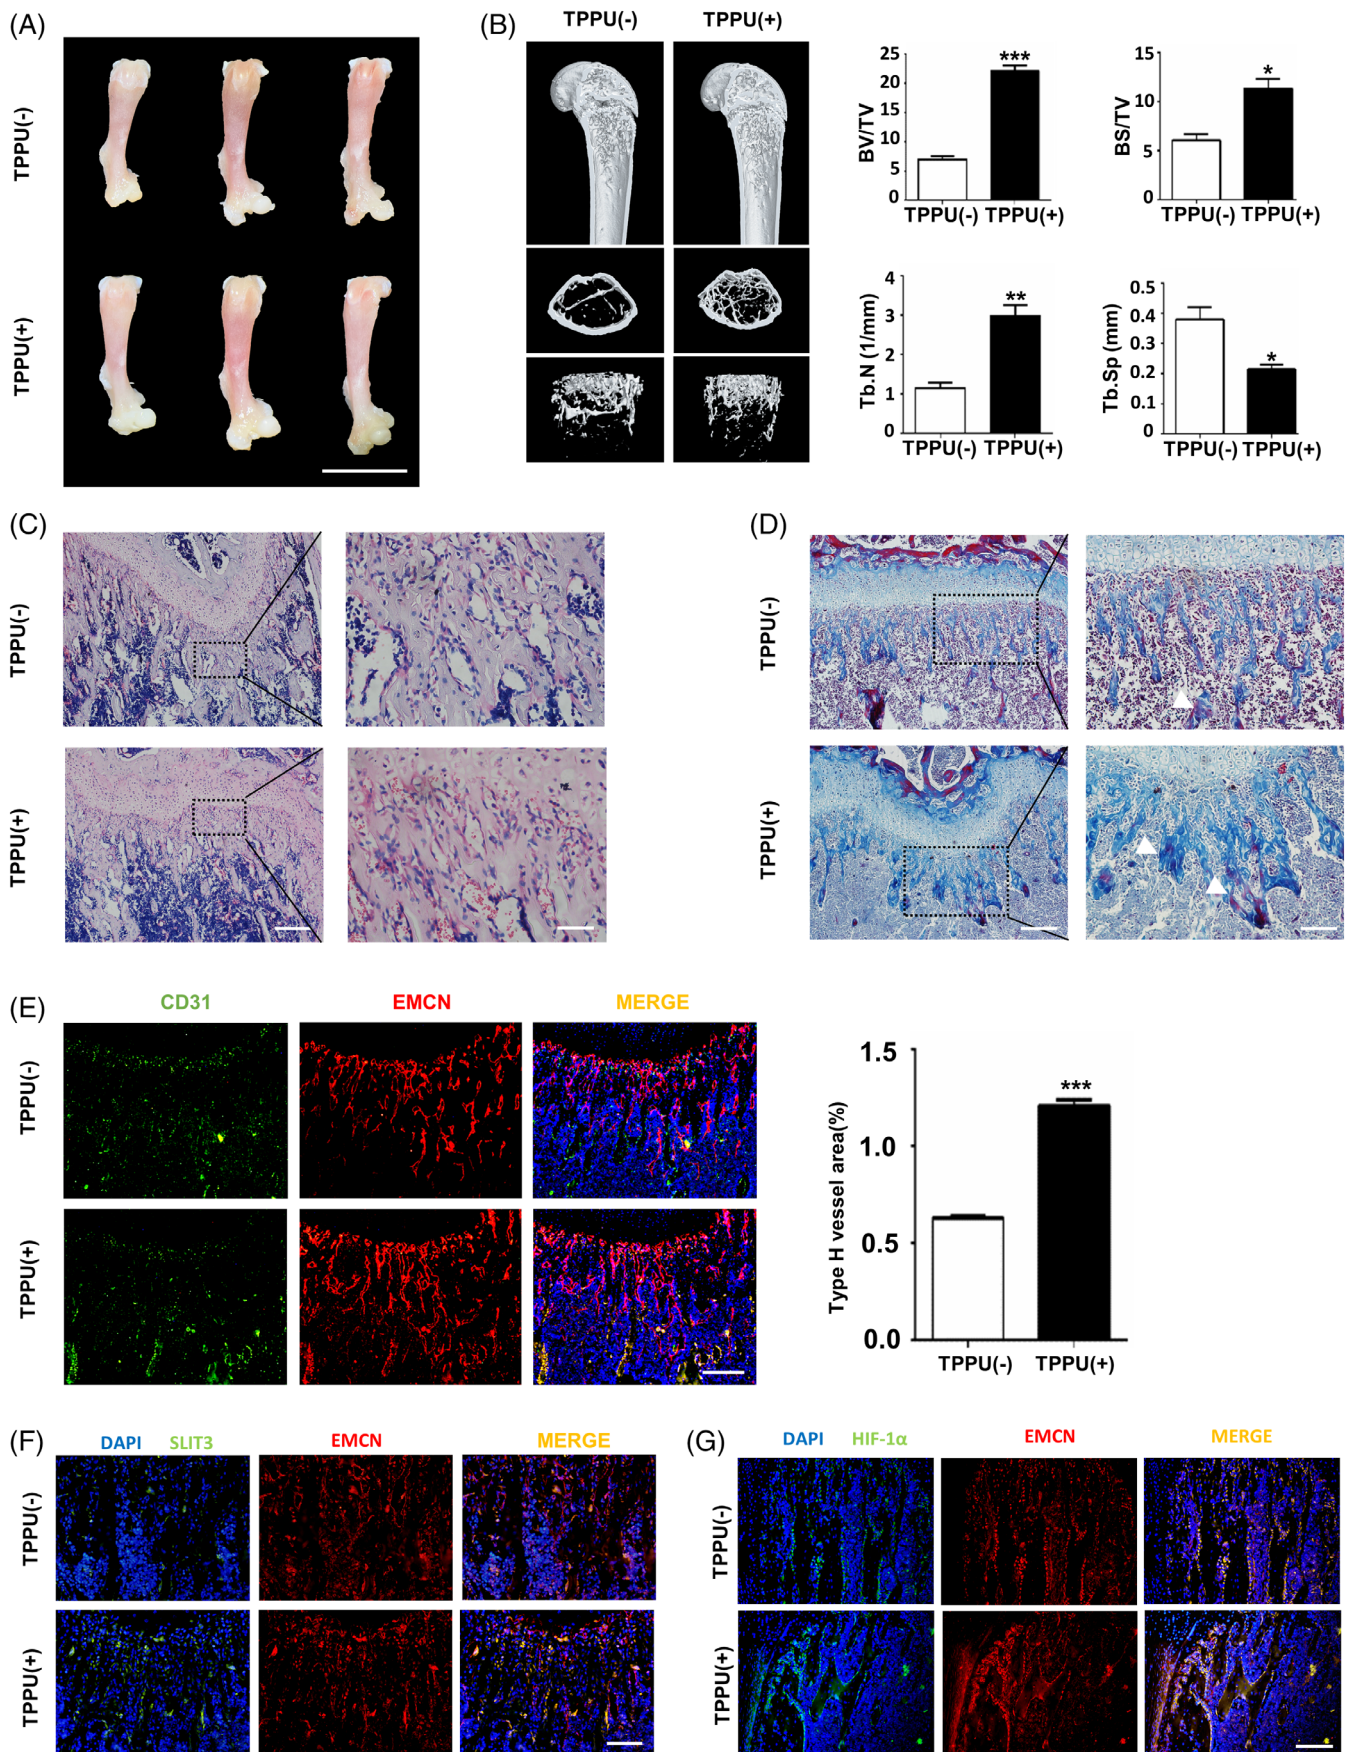 (A)
TPPU(-)
TPPU(+)
(B)
TPPU(-)
TPPU(+)
25
20
15
10
5
0
BV/TV
***
TPPU(-)
TPPU(+)
15
10
5
0
BS/TV
*
TPPU(-)
TPPU(+)
4
3
2
1
0
Tb.N (1/mm)
**
TPPU(-)
TPPU(+)
0.5
0.4
0.3
0.2
0.1
0
Tb.Sp (mm)
*
TPPU(-)
TPPU(+)
(C)
TPPU(-)
TPPU(+)
(D)
TPPU(-)
TPPU(+)
(E)
CD31
EMCN
MERGE
TPPU(-)
TPPU(+)
1.5
1.0
0.5
0.0
Type H vessel area(%)
***
TPPU(-)
TPPU(+)
(F)
DAPI
SLIT3
EMCN
MERGE
TPPU(-)
TPPU(+)
(G)
DAPI
HIF-1α
EMCN
MERGE
TPPU(-)
TPPU(+)